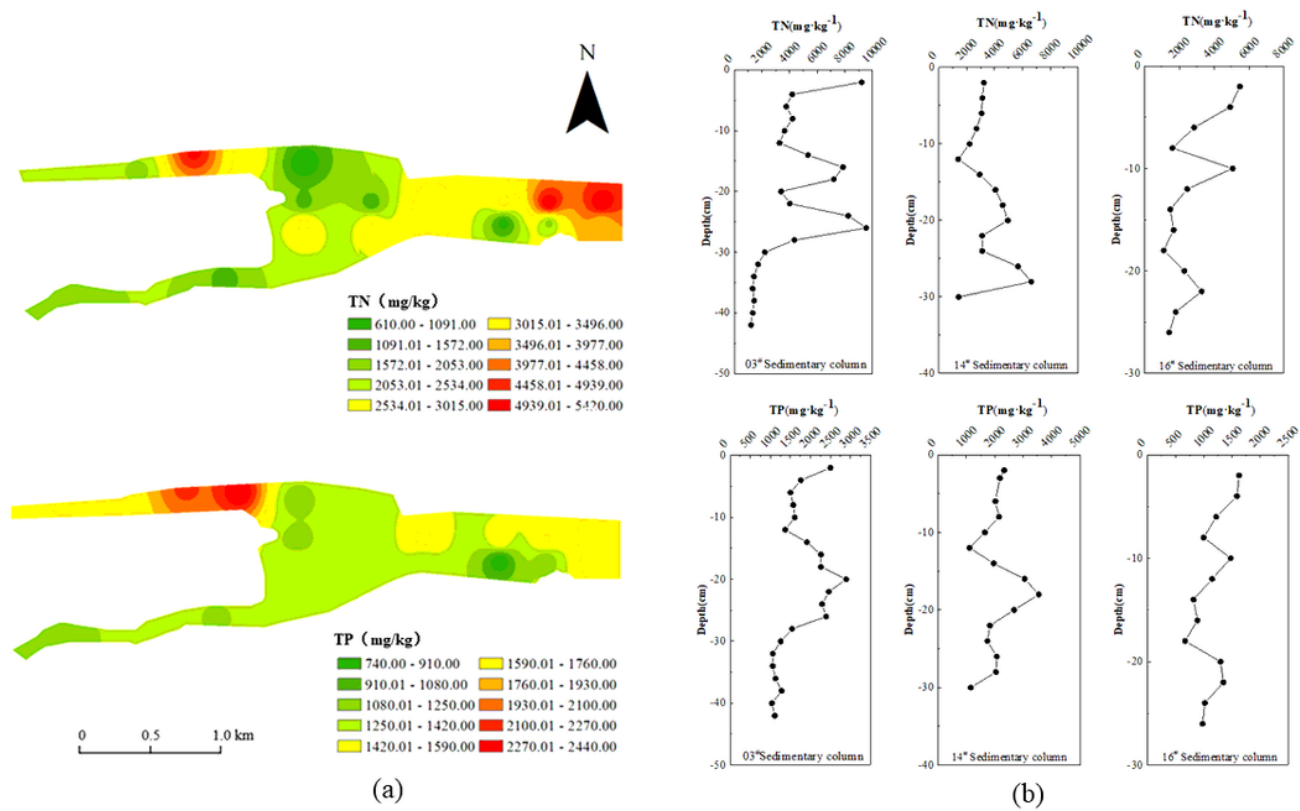 N
TN (mg/kg)
610.00 - 1091.00
1091.01 - 1572.00
1572.01 - 2053.00
2053.01 - 2534.00
2534.01 - 3015.00
3015.01 - 3496.00
3496.01 - 3977.00
3977.01 - 4458.00
4458.01 - 4939.00
4939.01 - 5420.00
TP (mg/kg)
740.00 - 910.00
910.01 - 1080.00
1080.01 - 1250.00
1250.01 - 1420.00
1420.01 - 1590.00
1590.01 - 1760.00
1760.01 - 1930.00
1930.01 - 2100.00
2100.01 - 2270.00
2270.01 - 2440.00
0 0.5 1.0 km
(a)
TN(mg·kg⁻¹)
0 2000 4000 6000 8000 10000
Depth(cm)
0
-10
-20
-30
-40
-50
03# Sedimentary column
TN(mg·kg⁻¹)
0 2000 4000 6000 8000 10000
Depth(cm)
0
-10
-20
-30
-40
14# Sedimentary column
TN(mg·kg⁻¹)
0 2000 4000 6000 8000
Depth(cm)
0
-10
-20
-30
16# Sedimentary column
TP(mg·kg⁻¹)
0 500 1000 1500 2000 2500 2900 3500
Depth(cm)
0
-10
-20
-30
-40
-50
03# Sedimentary column
TP(mg·kg⁻¹)
0 1000 2000 3000 4000 5000
Depth(cm)
0
-10
-20
-30
-40
14# Sedimentary column
TP(mg·kg⁻¹)
0 500 1000 1500 2000 2500
Depth(cm)
0
-10
-20
-30
16# Sedimentary column
(b)